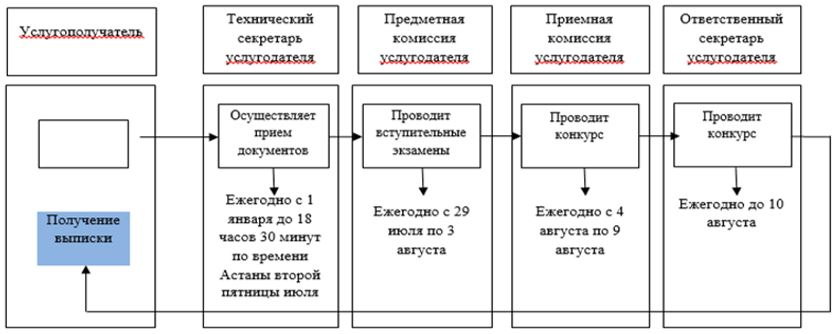 Услугополучатель
Технический
секретарь
услугодателя
Предметная
комиссия
услугодателя
Приемная
комиссия
услугодателя
Ответственный
секретарь
услугодателя
Осуществляет
прием
документов
Проводит
вступительные
экзамены
Проводит
конкурс
Проводит
конкурс
Получение
выписки
Ежегодно с 1
января до 18
часов 30 минут
по времени
Астаны второй
пятницы июля
Ежегодно с 29
июля по 3
августа
Ежегодно с 4
августа по 9
августа
Ежегодно до 10
августа